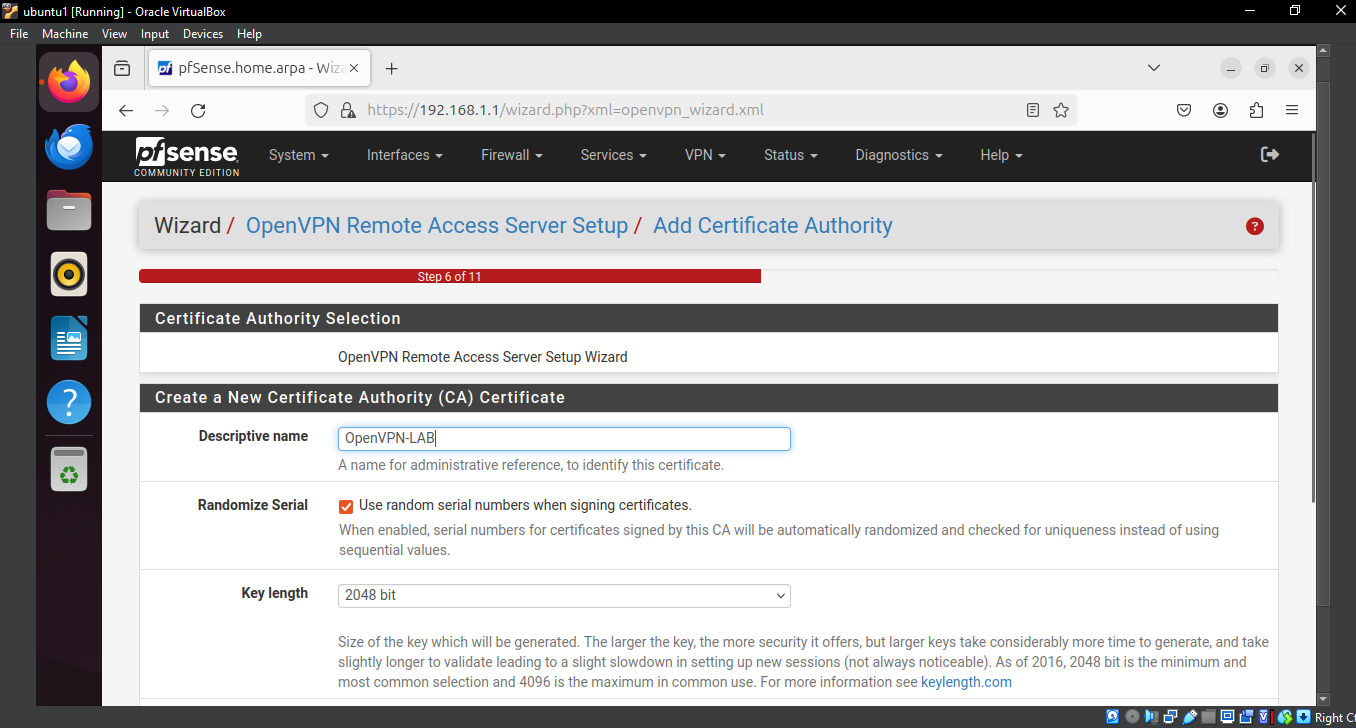 ubuntu1 [Running] - Oracle VirtualBox
File Machine View Input Devices Help
pfSense.home.arpa - Wiz
https://192.168.1.1/wizard.php?xml=openvpn_wizard.xml
pfsense
COMMUNITY EDITION
System Interfaces Firewall Services VPN Status Diagnostics Help
Wizard / OpenVPN Remote Access Server Setup / Add Certificate Authority
?
Step 6 of 11
Certificate Authority Selection
OpenVPN Remote Access Server Setup Wizard
Create a New Certificate Authority (CA) Certificate
Descriptive name
OpenVPN-LAB
A name for administrative reference, to identify this certificate.
Randomize Serial
Use random serial numbers when signing certificates.
When enabled, serial numbers for certificates signed by this CA will be automatically randomized and checked for uniqueness instead of using
sequential values.
Key length
2048 bit
Size of the key which will be generated. The larger the key, the more security it offers, but larger keys take considerably more time to generate, and take
slightly longer to validate leading to a slight slowdown in setting up new sessions (not always noticeable). As of 2016, 2048 bit is the minimum and
most common selection and 4096 is the maximum in common use. For more information see keylength.com
Right Ct